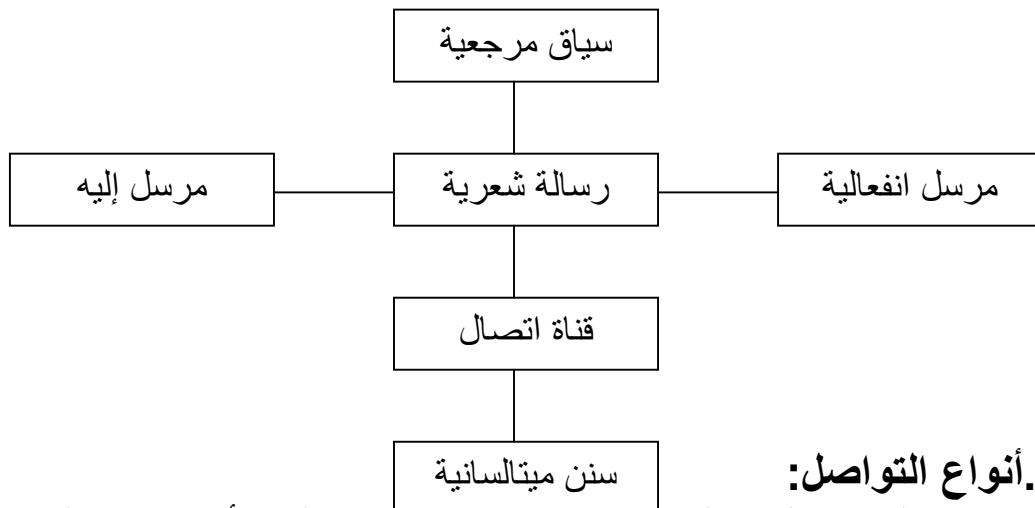 سياق مرجعية
مرسل انفعالية
رسالة شعرية
مرسل إليه
قناة اتصال
سنن ميتالسانية
.أنواع التواصل: